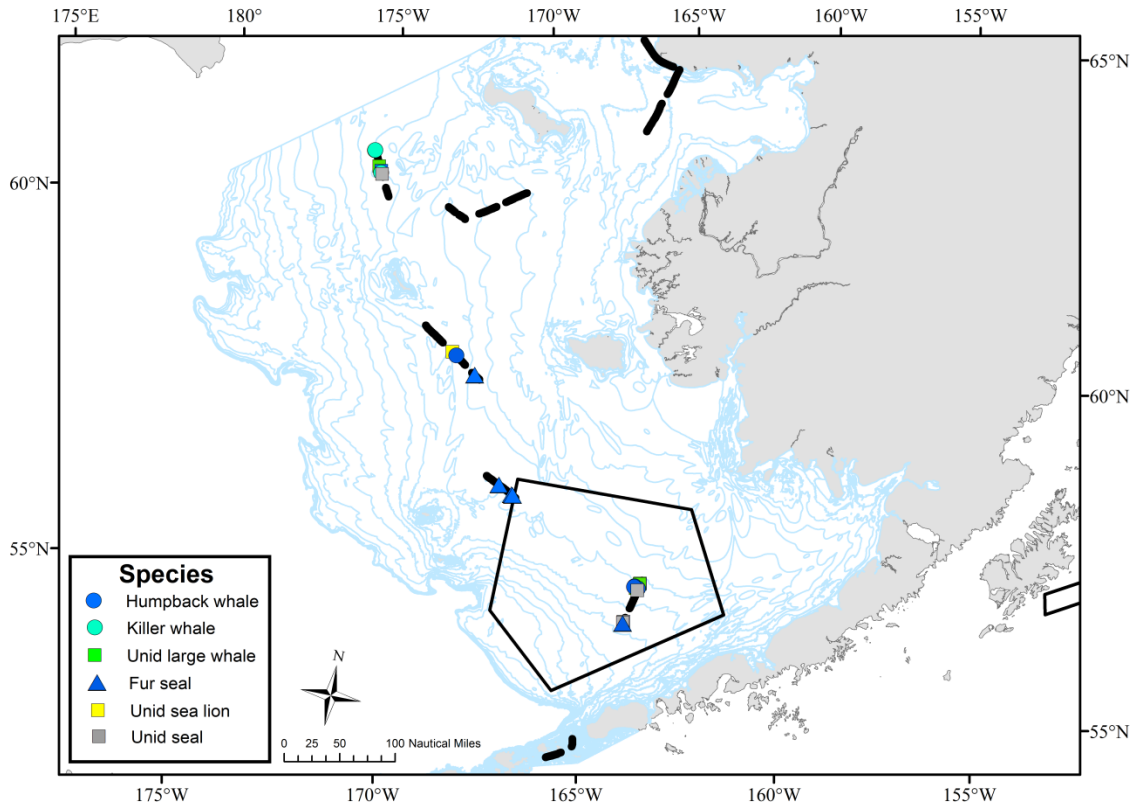 175°E 180° 175°W 170°W 165°W 160°W 155°W
65°N
60°N
60°N
55°N
55°N
Species
Humpback whale
Killer whale
Unid large whale
Fur seal
Unid sea lion
Unid seal
N
0 25 50 100 Nautical Miles
175°W 170°W 165°W 160°W 155°W